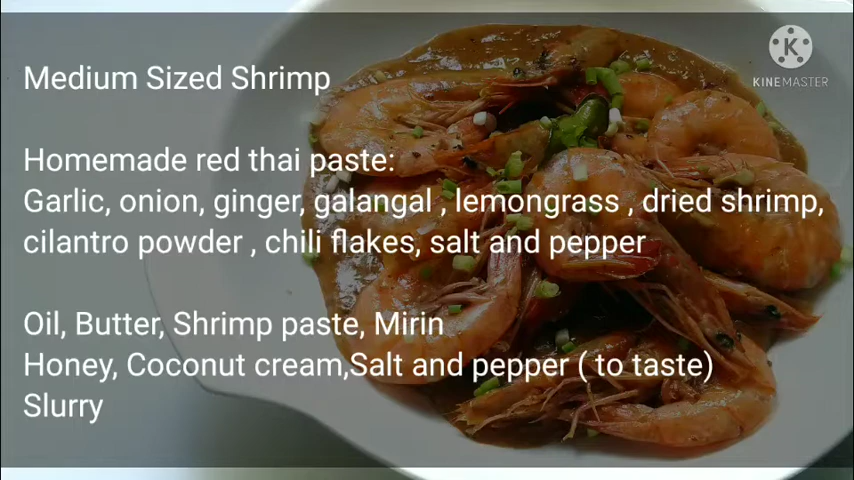 KINEMASTER
Medium Sized Shrimp
Homemade red thai paste:
Garlic, onion, ginger, galangal , lemongrass , dried shrimp,
cilantro powder , chili flakes, salt and pepper
Oil, Butter, Shrimp paste, Mirin
Honey, Coconut cream,Salt and pepper ( to taste)
Slurry